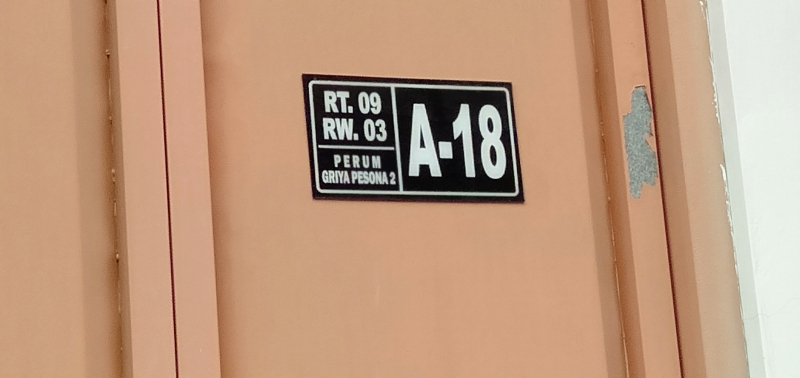 RT. 09
RW. 03
PERUM
GRIYA PESONA 2
A-18